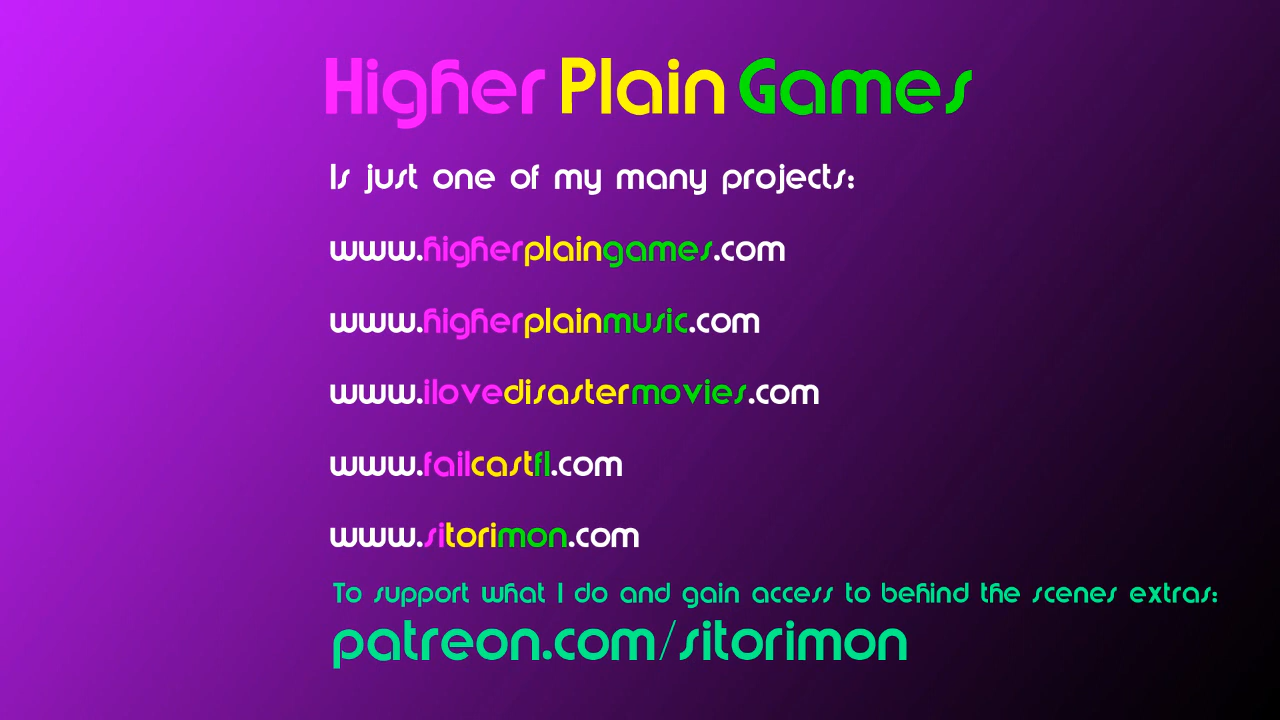 Higher Plain Games
Is just one of my many projects:
www.higherplaingames.com
www.higherplainmusic.com
www.ilovedisastermovies.com
www.failcastfl.com
www.sitorimon.com
To support what I do and gain access to behind the scenes extras:
patreon.com/sitorimon